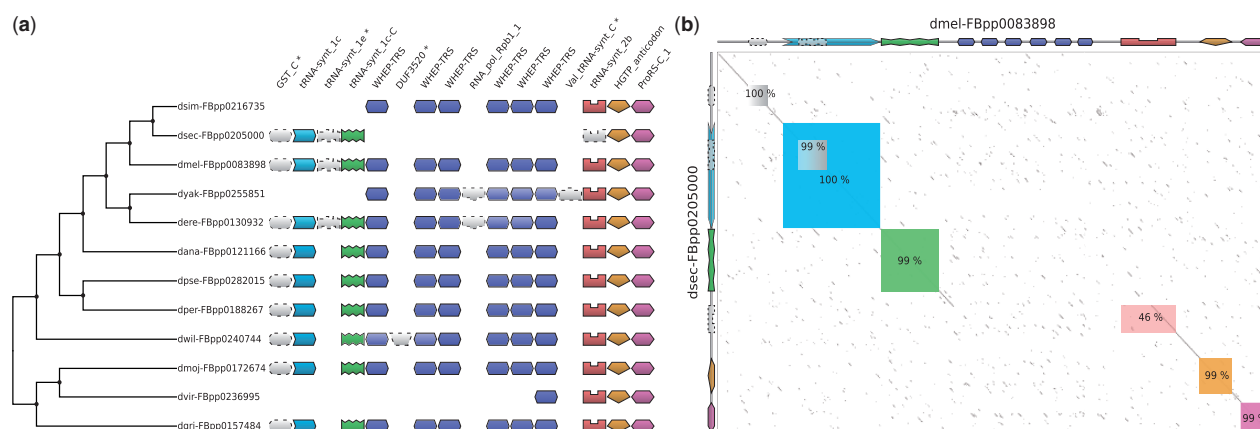 (a)
GST_C *
tRNA-synt_1c
tRNA-synt_1e *
tRNA-synt_1c-C
WHEP-TRS
DUF3520 *
WHEP-TRS
WHEP-TRS
RNA_pol_Rpb1_1
WHEP-TRS
WHEP-TRS
WHEP-TRS
Val_tRNA-synt_C *
tRNA-synt_2b
HGTP_anticodon
ProRS-C_1
dsim-FBpp0216735
dsec-FBpp0205000
dmel-FBpp0083898
dyak-FBpp0255851
dere-FBpp0130932
dana-FBpp0121166
dpse-FBpp0282015
dper-FBpp0188267
dwil-FBpp0240744
dmoj-FBpp0172674
dvir-FBpp0236995
dgri-FBpp0157484
(b)
dmel-FBpp0083898
dsec-FBpp0205000
100 %
99 %
100 %
99 %
46 %
99 %
99